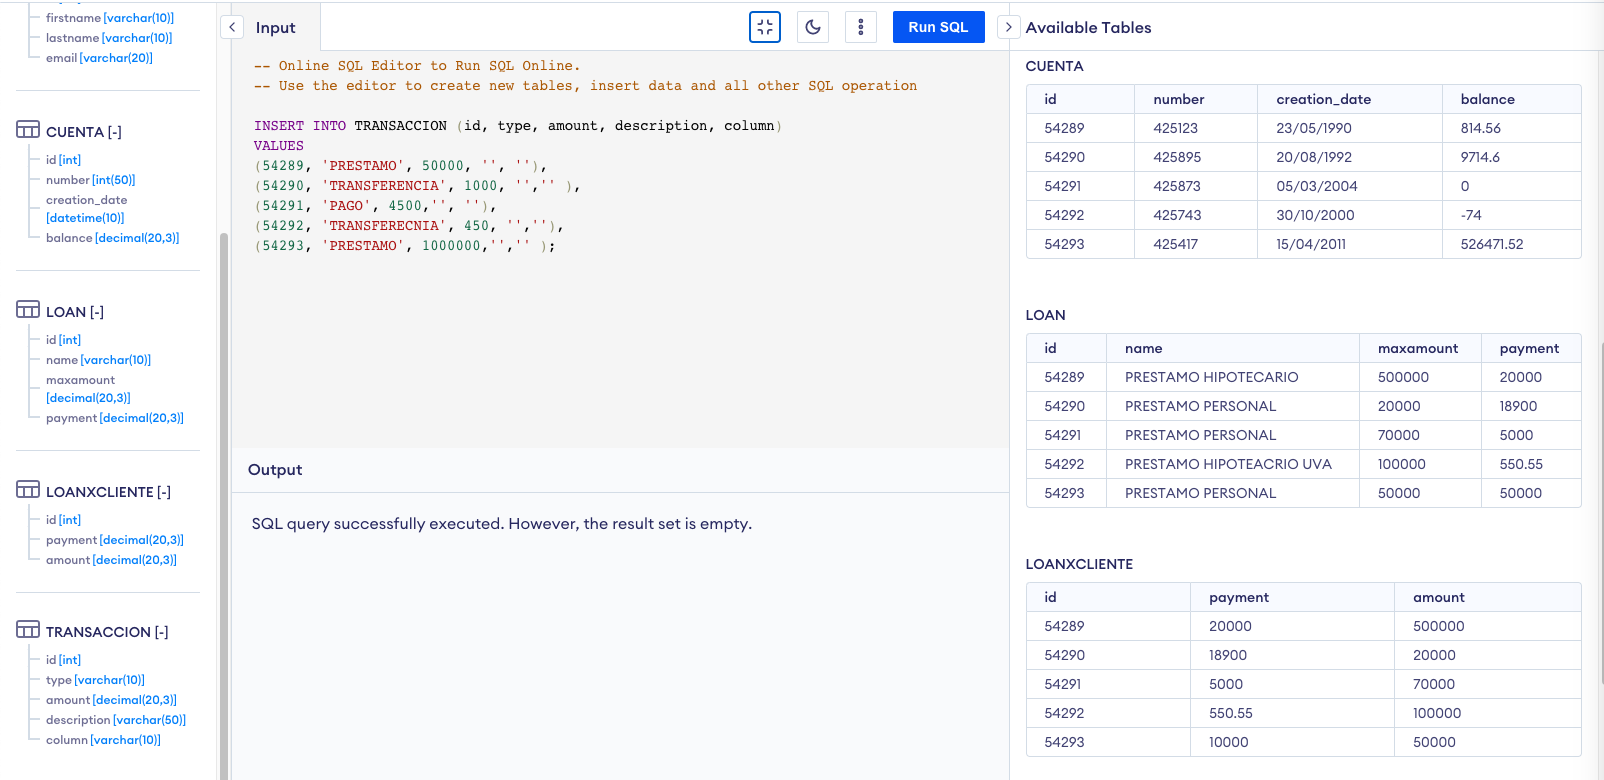 firstname [varchar(10)]
lastname [varchar(10)]
email [varchar(20)]
CUENTA [-]
id [int]
number [int(50)]
creation_date
[datetime(10)]
balance [decimal(20,3)]
LOAN [-]
id [int]
name [varchar(10)]
maxamount
[decimal(20,3)]
payment [decimal(20,3)]
LOANXCLIENTE [-]
id [int]
payment [decimal(20,3)]
amount [decimal(20,3)]
TRANSACCION [-]
id [int]
type [varchar(10)]
amount [decimal(20,3)]
description [varchar(50)]
column [varchar(10)]
Input
Run SQL
-- Online SQL Editor to Run SQL Online.
-- Use the editor to create new tables, insert data and all other SQL operation
INSERT INTO TRANSACCION (id, type, amount, description, column)
VALUES
(54289, 'PRESTAMO', 50000, '', ''),
(54290, 'TRANSFERENCIA', 1000, '','' ),
(54291, 'PAGO', 4500,'', ''),
(54292, 'TRANSFERECNIA', 450, '',''),
(54293, 'PRESTAMO', 1000000,'','' );
Output
SQL query successfully executed. However, the result set is empty.
Available Tables
CUENTA
id number creation_date balance
54289 425123 23/05/1990 814.56
54290 425895 20/08/1992 9714.6
54291 425873 05/03/2004 0
54292 425743 30/10/2000 -74
54293 425417 15/04/2011 526471.52
LOAN
id name maxamount payment
54289 PRESTAMO HIPOTECARIO 500000 20000
54290 PRESTAMO PERSONAL 20000 18900
54291 PRESTAMO PERSONAL 70000 5000
54292 PRESTAMO HIPOTEACRIO UVA 100000 550.55
54293 PRESTAMO PERSONAL 50000 50000
LOANXCLIENTE
id payment amount
54289 20000 500000
54290 18900 20000
54291 5000 70000
54292 550.55 100000
54293 10000 50000